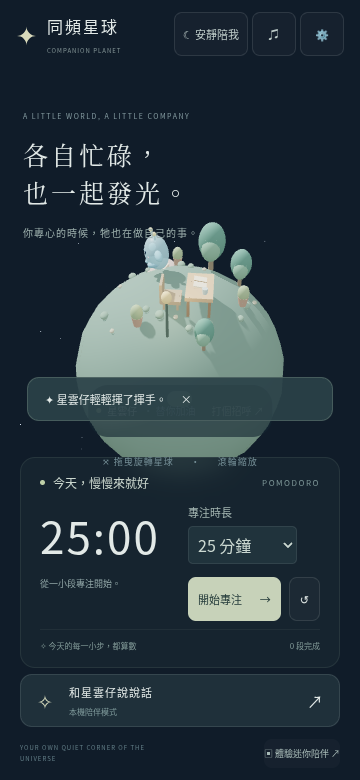 同頻星球
COMPANION PLANET
☾ 安靜陪我
A LITTLE WORLD, A LITTLE COMPANY
各自忙碌，
也一起發光。
你專心的時候，牠也在做自己的事。
✦ 星雲仔輕輕揮了揮手。 ✕
拖曳旋轉星球 · 滾輪縮放
今天，慢慢來就好
POMODORO
25:00
專注時長
25 分鐘
從一小段專注開始。
開始專注 →
↺
✧ 今天的每一小步，都算數
0 段完成
和星雲仔說說話 ↗
本機陪伴模式
YOUR OWN QUIET CORNER OF THE
UNIVERSE
體驗迷你陪伴 ↗